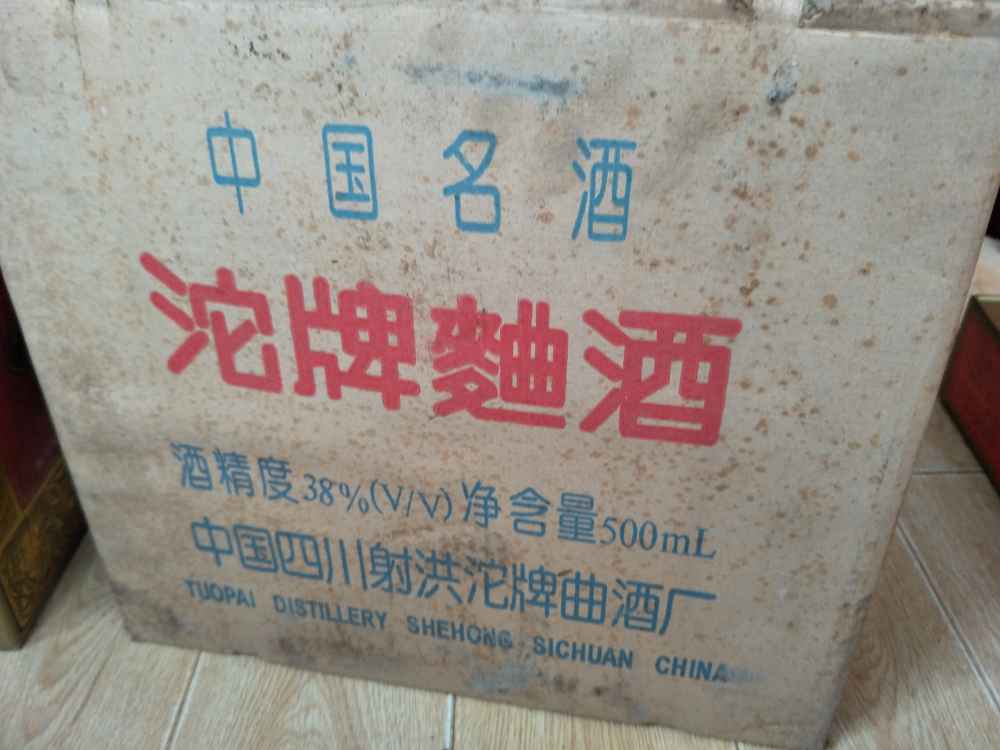 中国名酒
沱牌麯酒
酒精度38%(V/V)净含量500mL
中国四川射洪沱牌曲酒厂
TUOPAI DISTILLERY SHEHONG SICHUAN CHINA